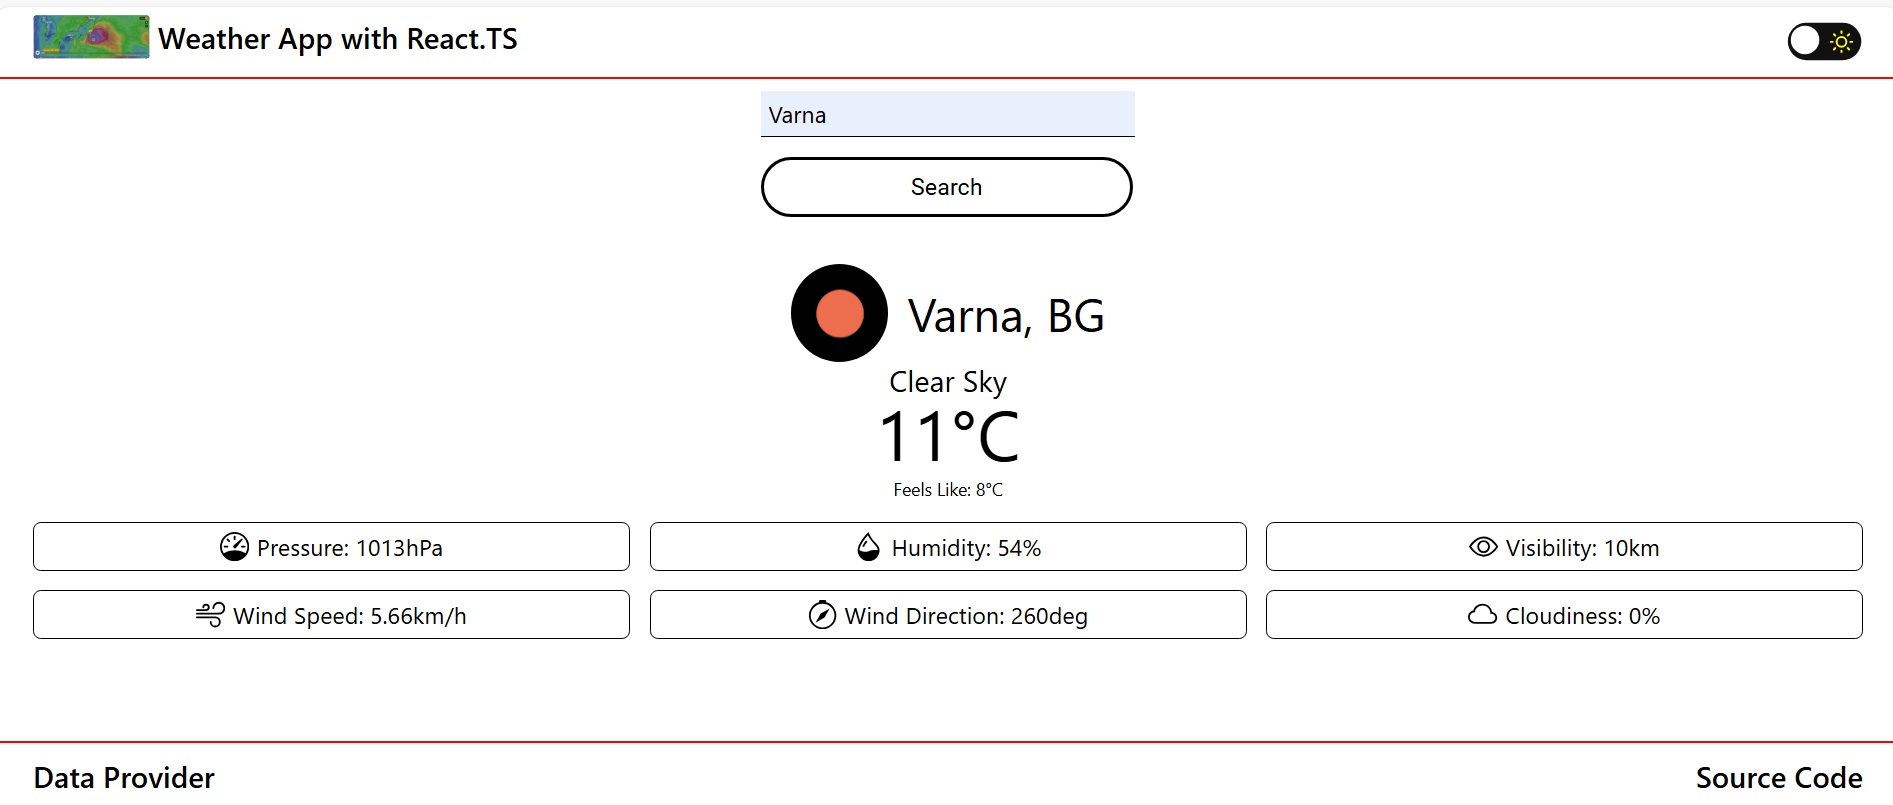 Weather App with React.TS
Varna
Search
Varna, BG
Clear Sky
11°C
Feels Like: 8°C
Pressure: 1013hPa
Humidity: 54%
Visibility: 10km
Wind Speed: 5.66km/h
Wind Direction: 260deg
Cloudiness: 0%
Data Provider
Source Code